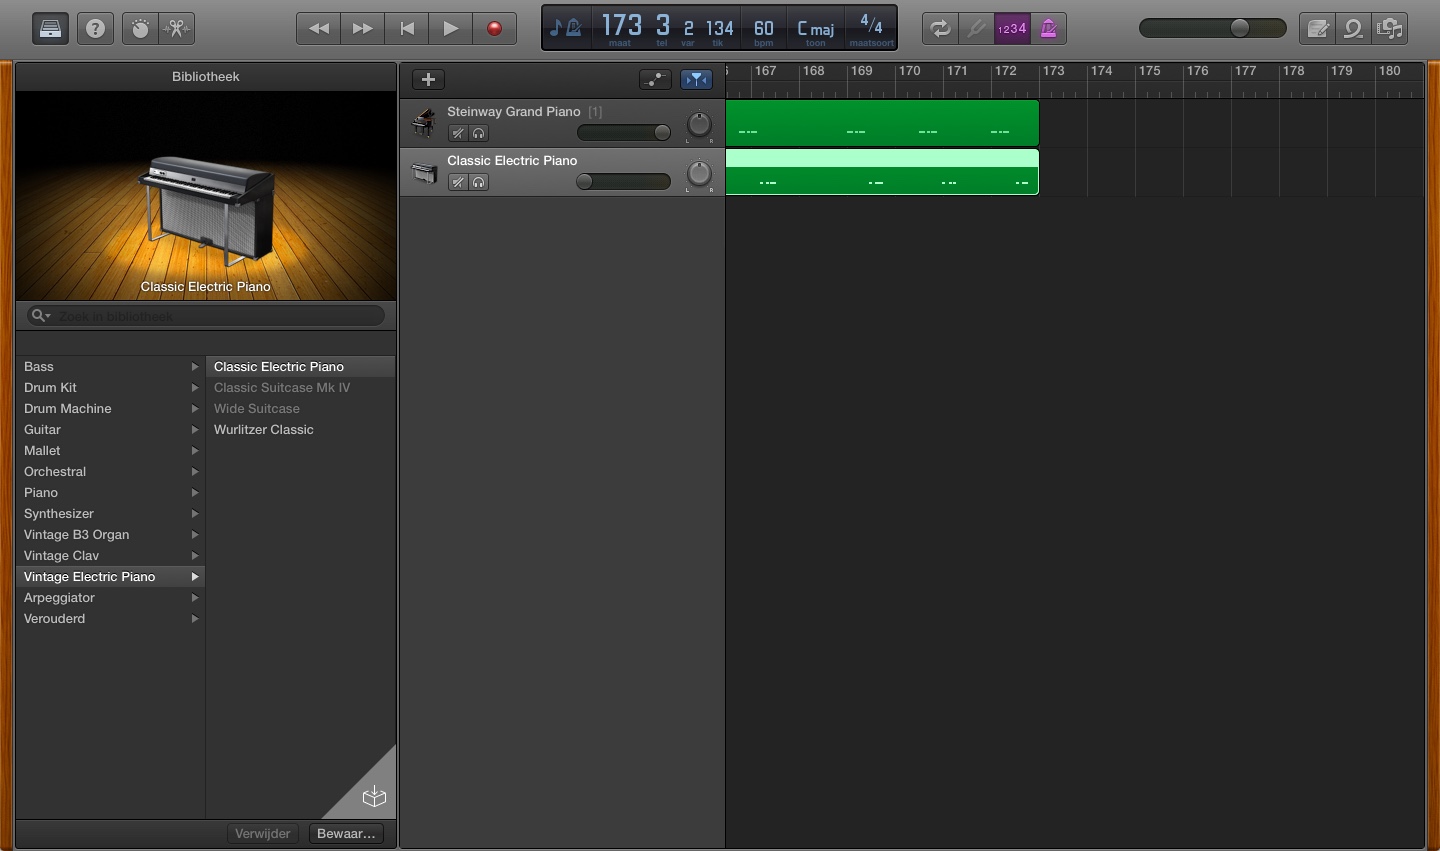 173 3 2 134 60 C maj 4/4
maat tel var tik bpm toon maatsoort
1234
Bibliotheek
Classic Electric Piano
Zoek in bibliotheek
Bass
Drum Kit
Drum Machine
Guitar
Mallet
Orchestral
Piano
Synthesizer
Vintage B3 Organ
Vintage Clav
Vintage Electric Piano
Arpeggiator
Verouderd
Classic Electric Piano
Classic Suitcase Mk IV
Wide Suitcase
Wurlitzer Classic
Verwijder Bewaar...
167 168 169 170 171 172 173 174 175 176 177 178 179 180
Steinway Grand Piano [1]
L R
Classic Electric Piano
L R